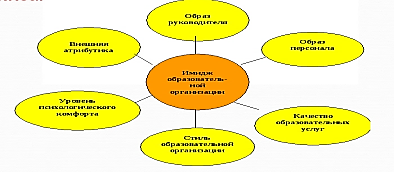 Образ
руководителя
Внешняя
атрибутика
Образ
персонала
Имидж
образователь-
ной
организации
Уровень
психологического
комфорта
Качество
образовательных
услуг
Стиль
образовательной
организации